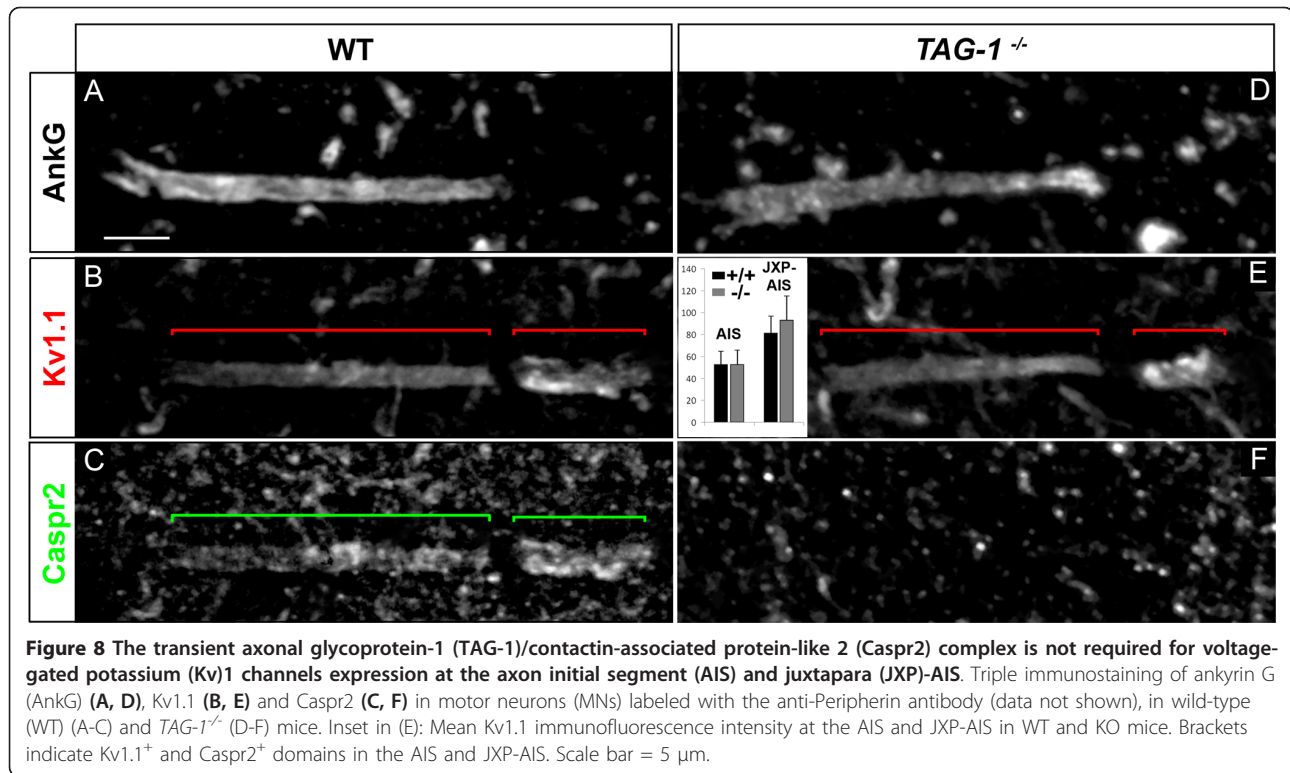 WT
TAG-1 -/-
AnkG
A
D
Kv1.1
B
140
120
100
80
60
40
20
0
+/+
-/-
AIS
JXP-
AIS
E
Caspr2
C
F
Figure 8 The transient axonal glycoprotein-1 (TAG-1)/contactin-associated protein-like 2 (Caspr2) complex is not required for voltage-
gated potassium (Kv)1 channels expression at the axon initial segment (AIS) and juxtapara (JXP)-AIS. Triple immunostaining of ankyrin G
(AnkG) (A, D), Kv1.1 (B, E) and Caspr2 (C, F) in motor neurons (MNs) labeled with the anti-Peripherin antibody (data not shown), in wild-type
(WT) (A-C) and TAG-1-/- (D-F) mice. Inset in (E): Mean Kv1.1 immunofluorescence intensity at the AIS and JXP-AIS in WT and KO mice. Brackets
indicate Kv1.1+ and Caspr2+ domains in the AIS and JXP-AIS. Scale bar = 5 μm.